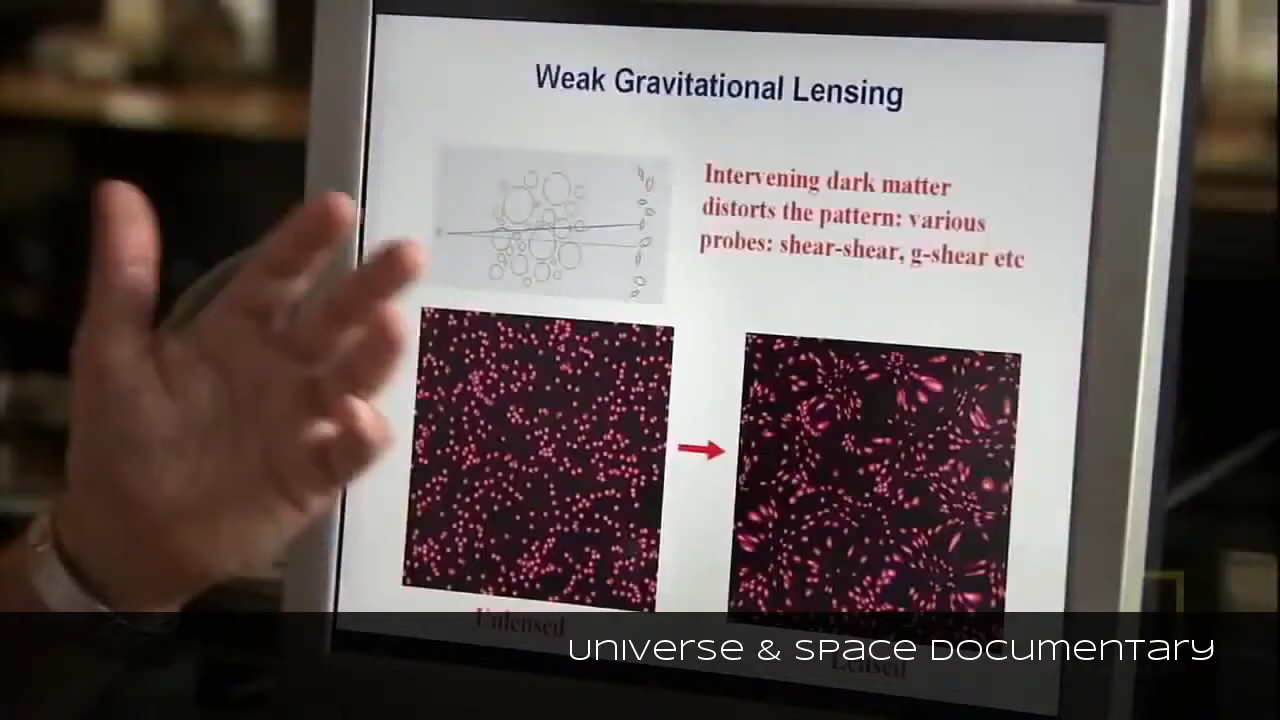 Weak Gravitational Lensing
Intervening dark matter
distorts the pattern: various
probes: shear-shear, g-shear etc
Unlensed
Lensed
UNIVERSE & SPACE DOCUMENTARY